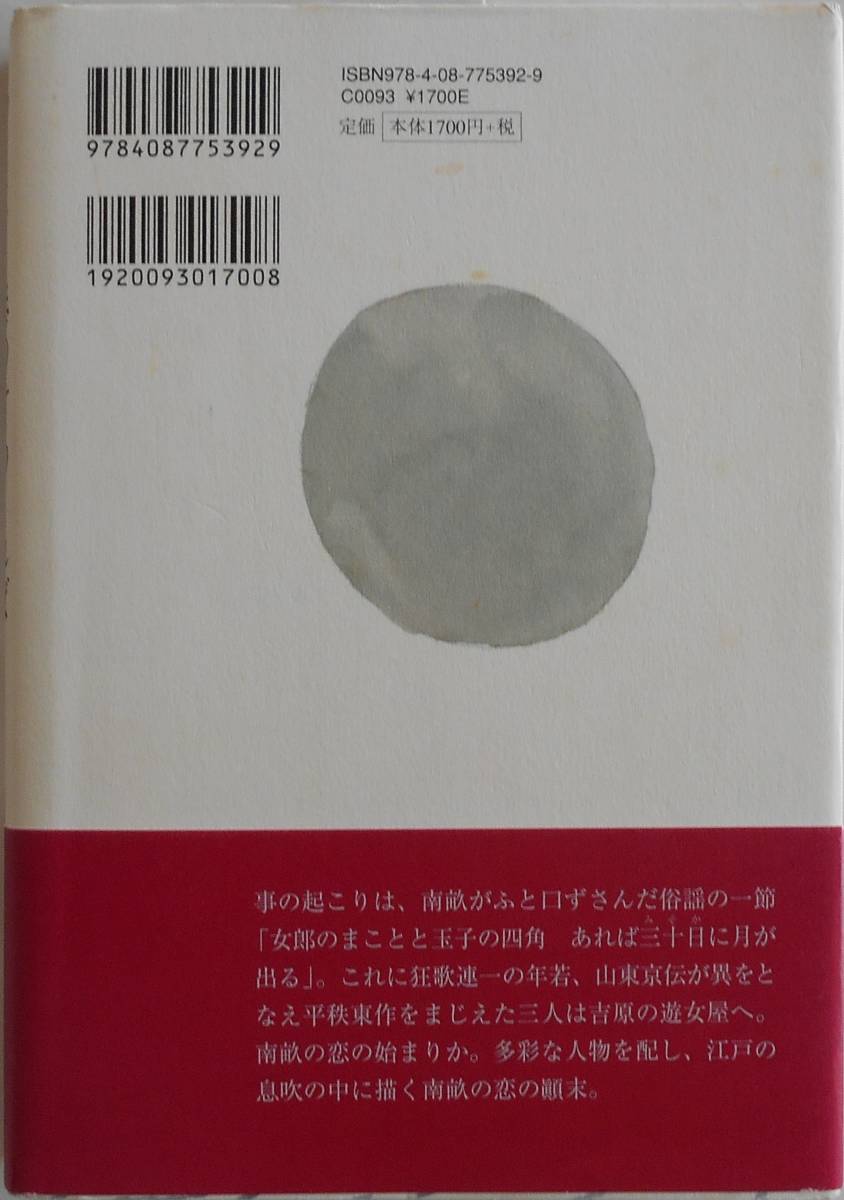 ISBN978-4-08-775392-9
C0093 ¥1700E
定価 本体1700円+税
9784087753929
1920093017008
事の起こりは、南畝がふと口ずさんだ俗謡の一節
「女郎のまことと玉子の四角　あれば三十日に月が
みそか
出る」。これに狂歌連一の年若、山東京伝が異をと
なえ平秩東作をまじえた三人は吉原の遊女屋へ。
南畝の恋の始まりか。多彩な人物を配し、江戸の
息吹の中に描く南畝の恋の顚末。